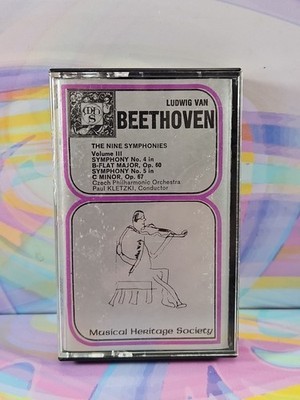 LUDWIG VAN
BEETHOVEN
THE NINE SYMPHONIES
Volume III
SYMPHONY No. 4 in
B-FLAT MAJOR, Op. 60
SYMPHONY No. 5 in
C MINOR, Op. 67
Czech Philharmonic Orchestra
Paul KLETZKI, Conductor
Musical Heritage Society